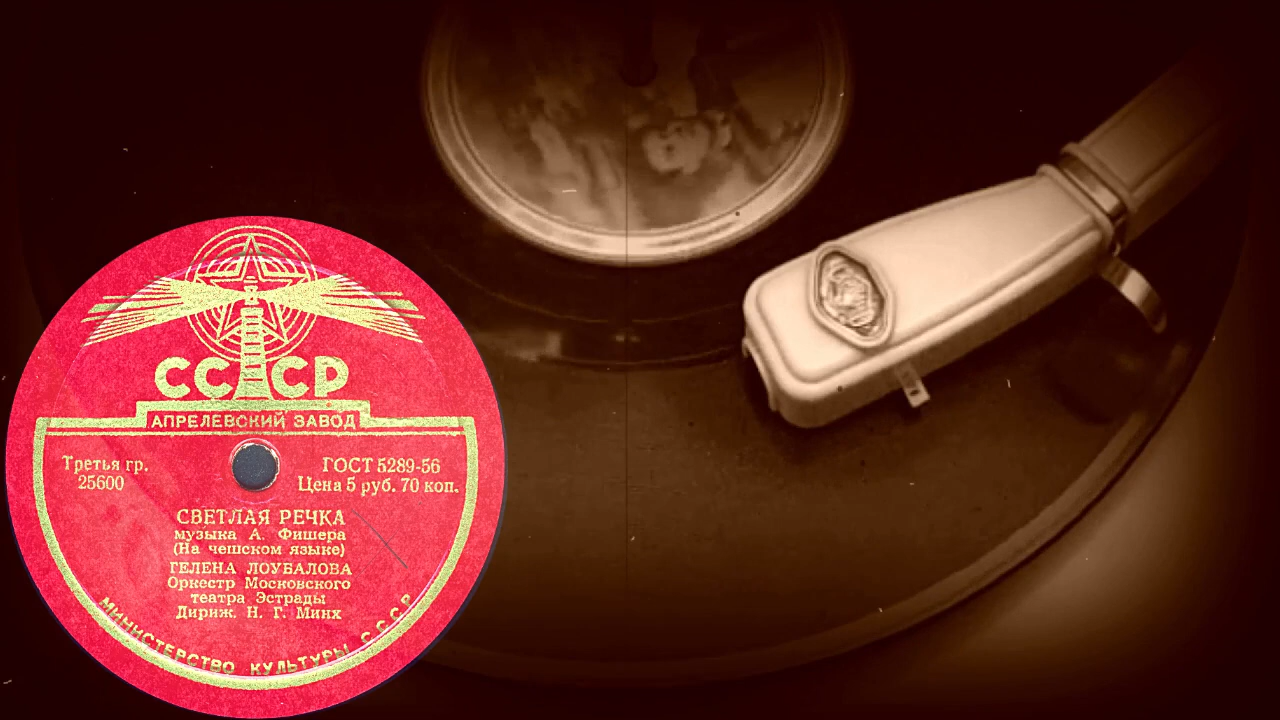 СССР
АПРЕЛЕВСКИЙ ЗАВОД
Третья гр.
25600
ГОСТ 5289-56
Цена 5 руб. 70 коп.
СВЕТЛАЯ РЕЧКА
музыка А. Фишера
(На чешском языке)
ГЕЛЕНА ЛОУБАЛОВА
Оркестр Московского
театра Эстрады
Дириж. Н. Г. Минх
МИНИСТЕРСТВО КУЛЬТУРЫ СССР